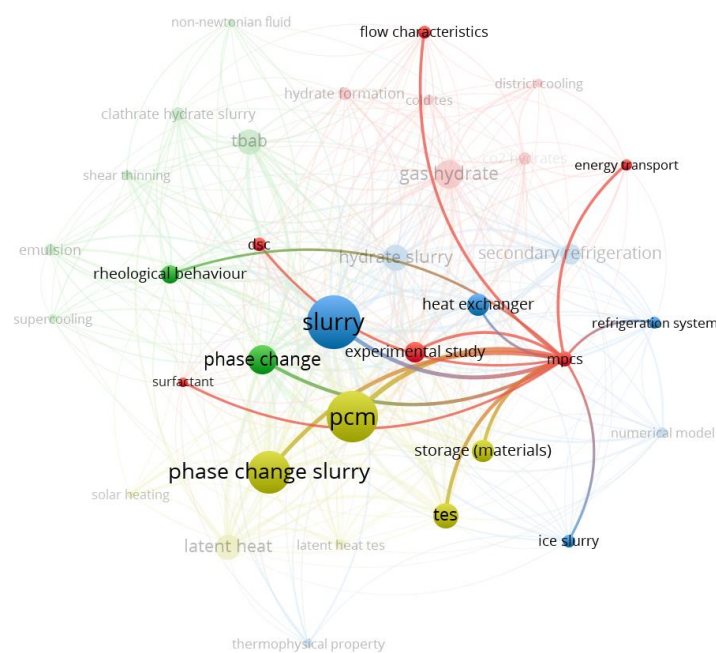 non-newtonian fluid
flow characteristics
district cooling
hydrate formation
cold tes
clathrate hydrate slurry
tbab
co2 hydrates
energy transport
gas hydrate
shear thinning
dsc
emulsion
hydrate slurry
secondary refrigeration
rheological behaviour
heat exchanger
supercooling
slurry
refrigeration system
phase change
experimental study
mpcs
surfactant
pcm
numerical model
storage (materials)
phase change slurry
solar heating
tes
latent heat
latent heat tes
ice slurry
thermophysical property